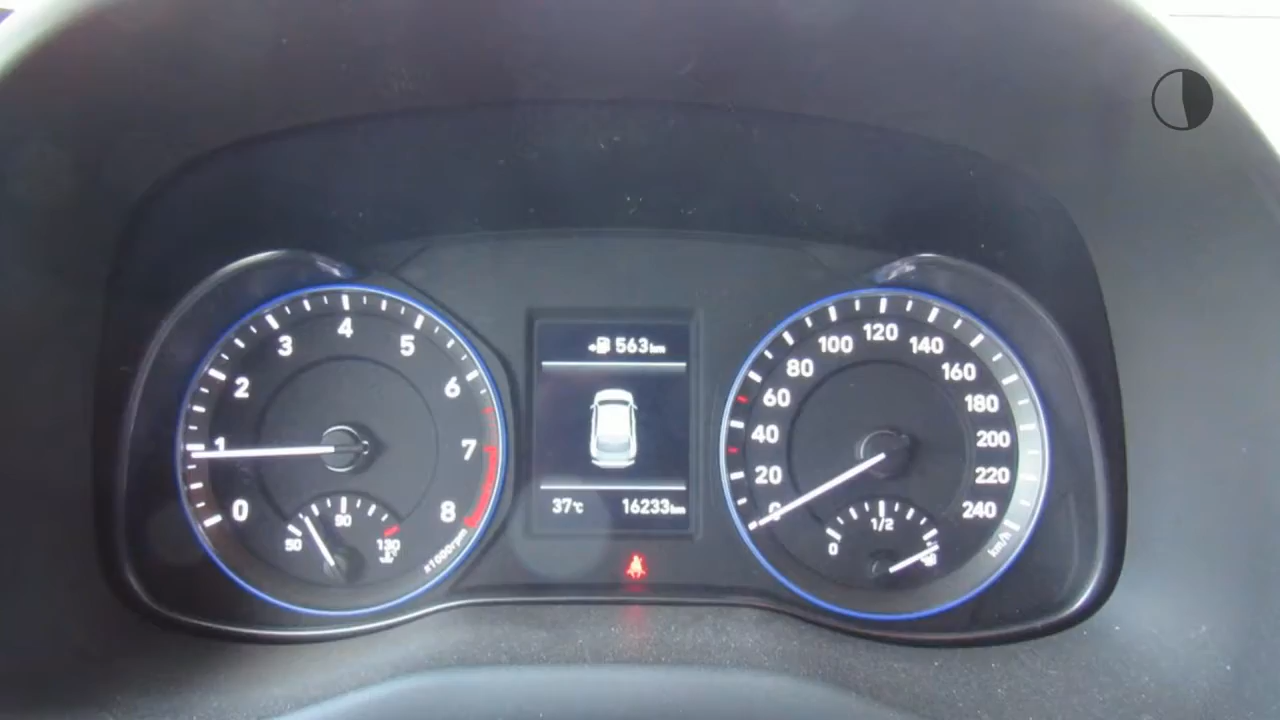 0 1 2 3 4 5 6 7 8
x1000rpm
50 90 130
°C
563km
37°C 16233km
0 20 40 60 80 100 120 140 160 180 200 220 240
km/h
0 1/2